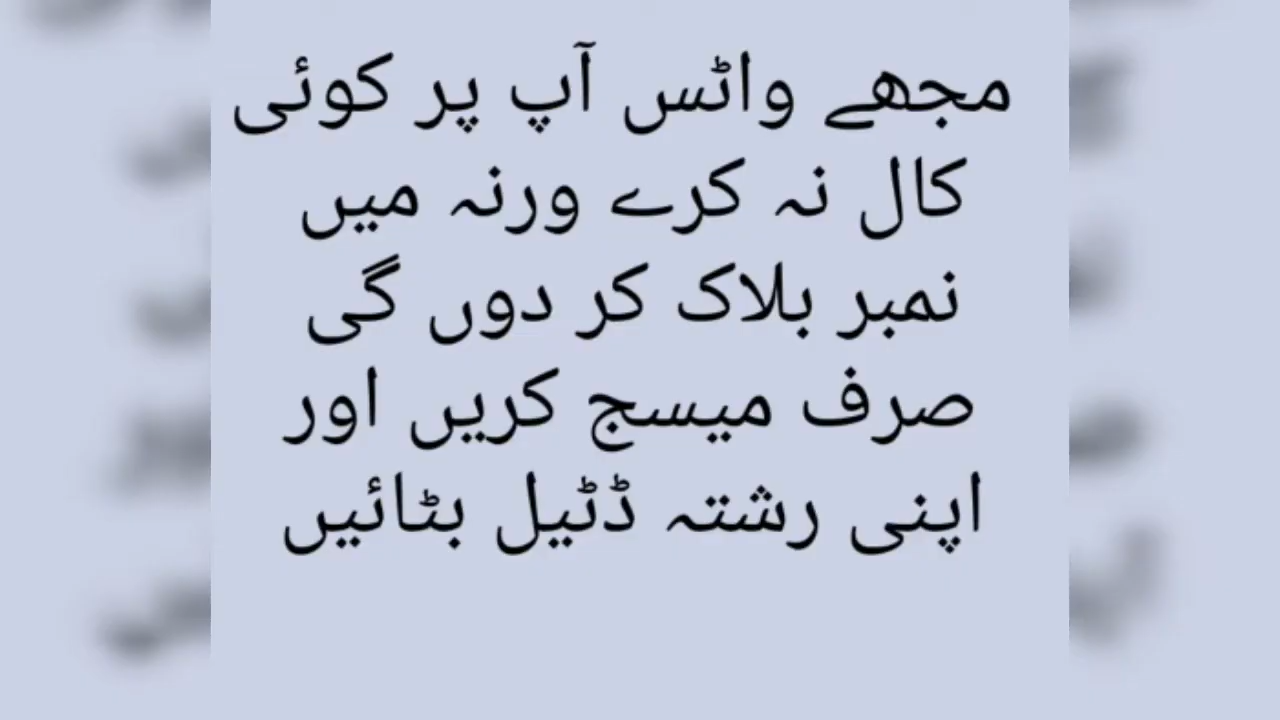 مجھے واٹس آپ پر کوئی
کال نہ کرے ورنہ میں
نمبر بلاک کر دوں گی
صرف میسج کریں اور
اپنی رشتہ ڈٹیل بٹائیں